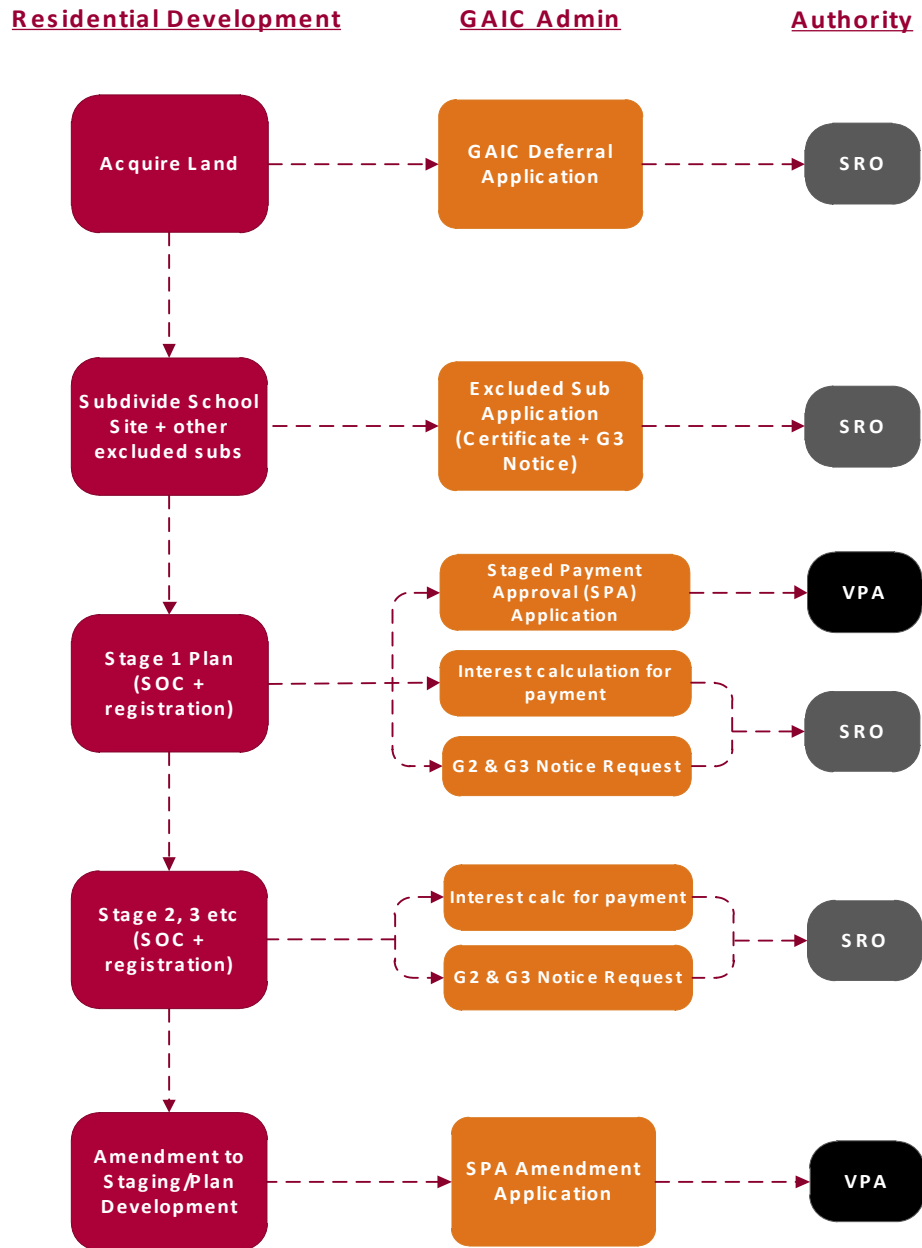 Residential Development
GAIC Admin
Authority
Acquire Land
GAIC Deferral
Application
SRO
Subdivide School
Site + other
excluded subs
Excluded Sub
Application
(Certificate + G3
Notice)
SRO
Stage 1 Plan
(SOC +
registration)
Staged Payment
Approval (SPA)
Application
VPA
Interest calculation for
payment
G2 & G3 Notice Request
SRO
Stage 2, 3 etc
(SOC +
registration)
Interest calc for payment
G2 & G3 Notice Request
SRO
Amendment to
Staging/Plan
Development
SPA Amendment
Application
VPA